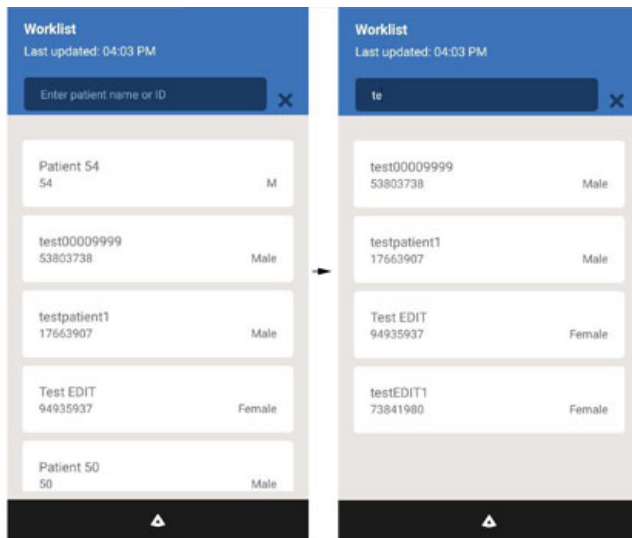 Worklist
Last updated: 04:03 PM
Enter patient name or ID
Patient 54
54 M
test00009999
53803738 Male
testpatient1
17663907 Male
Test EDIT
94935937 Female
Patient 50
50 Male
Worklist
Last updated: 04:03 PM
te
test00009999
53803738 Male
testpatient1
17663907 Male
Test EDIT
94935937 Female
testEDIT1
73841980 Female